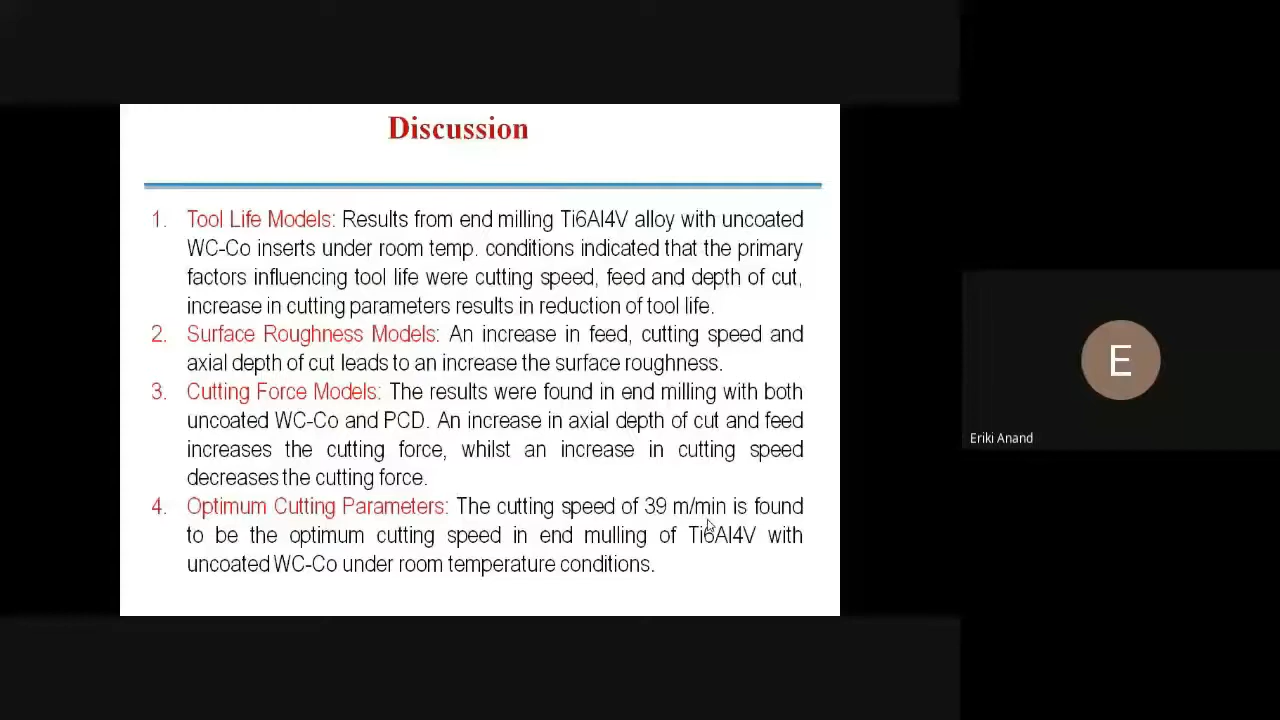 Discussion
1. Tool Life Models: Results from end milling Ti6Al4V alloy with uncoated
WC-Co inserts under room temp. conditions indicated that the primary
factors influencing tool life were cutting speed, feed and depth of cut,
increase in cutting parameters results in reduction of tool life.
2. Surface Roughness Models: An increase in feed, cutting speed and
axial depth of cut leads to an increase the surface roughness.
3. Cutting Force Models: The results were found in end milling with both
uncoated WC-Co and PCD. An increase in axial depth of cut and feed
increases the cutting force, whilst an increase in cutting speed
decreases the cutting force.
4. Optimum Cutting Parameters: The cutting speed of 39 m/min is found
to be the optimum cutting speed in end mulling of Ti6Al4V with
uncoated WC-Co under room temperature conditions.
E
Eriki Anand